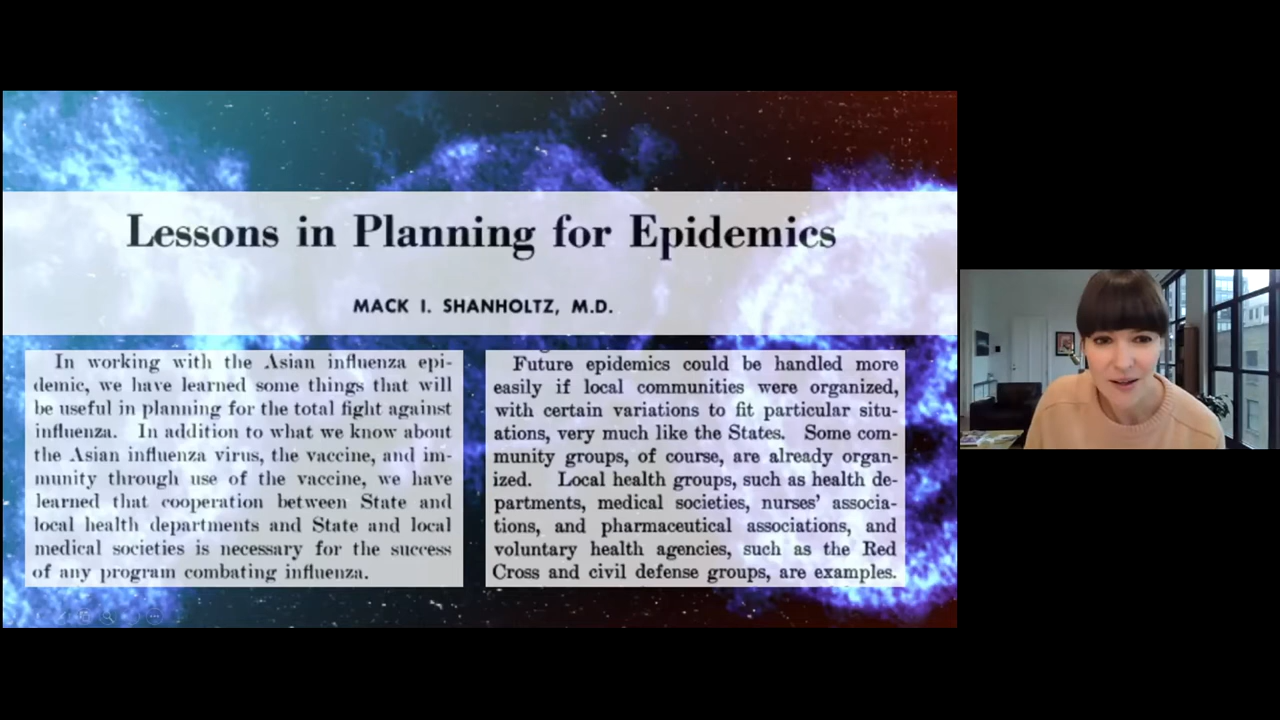 Lessons in Planning for Epidemics
MACK I. SHANHOLTZ, M.D.
In working with the Asian influenza epi-
demic, we have learned some things that will
be useful in planning for the total fight against
influenza. In addition to what we know about
the Asian influenza virus, the vaccine, and im-
munity through use of the vaccine, we have
learned that cooperation between State and
local health departments and State and local
medical societies is necessary for the success
of any program combating influenza.
Future epidemics could be handled more
easily if local communities were organized,
with certain variations to fit particular situ-
ations, very much like the States. Some com-
munity groups, of course, are already organ-
ized. Local health groups, such as health de-
partments, medical societies, nurses' associa-
tions, and pharmaceutical associations, and
voluntary health agencies, such as the Red
Cross and civil defense groups, are examples.